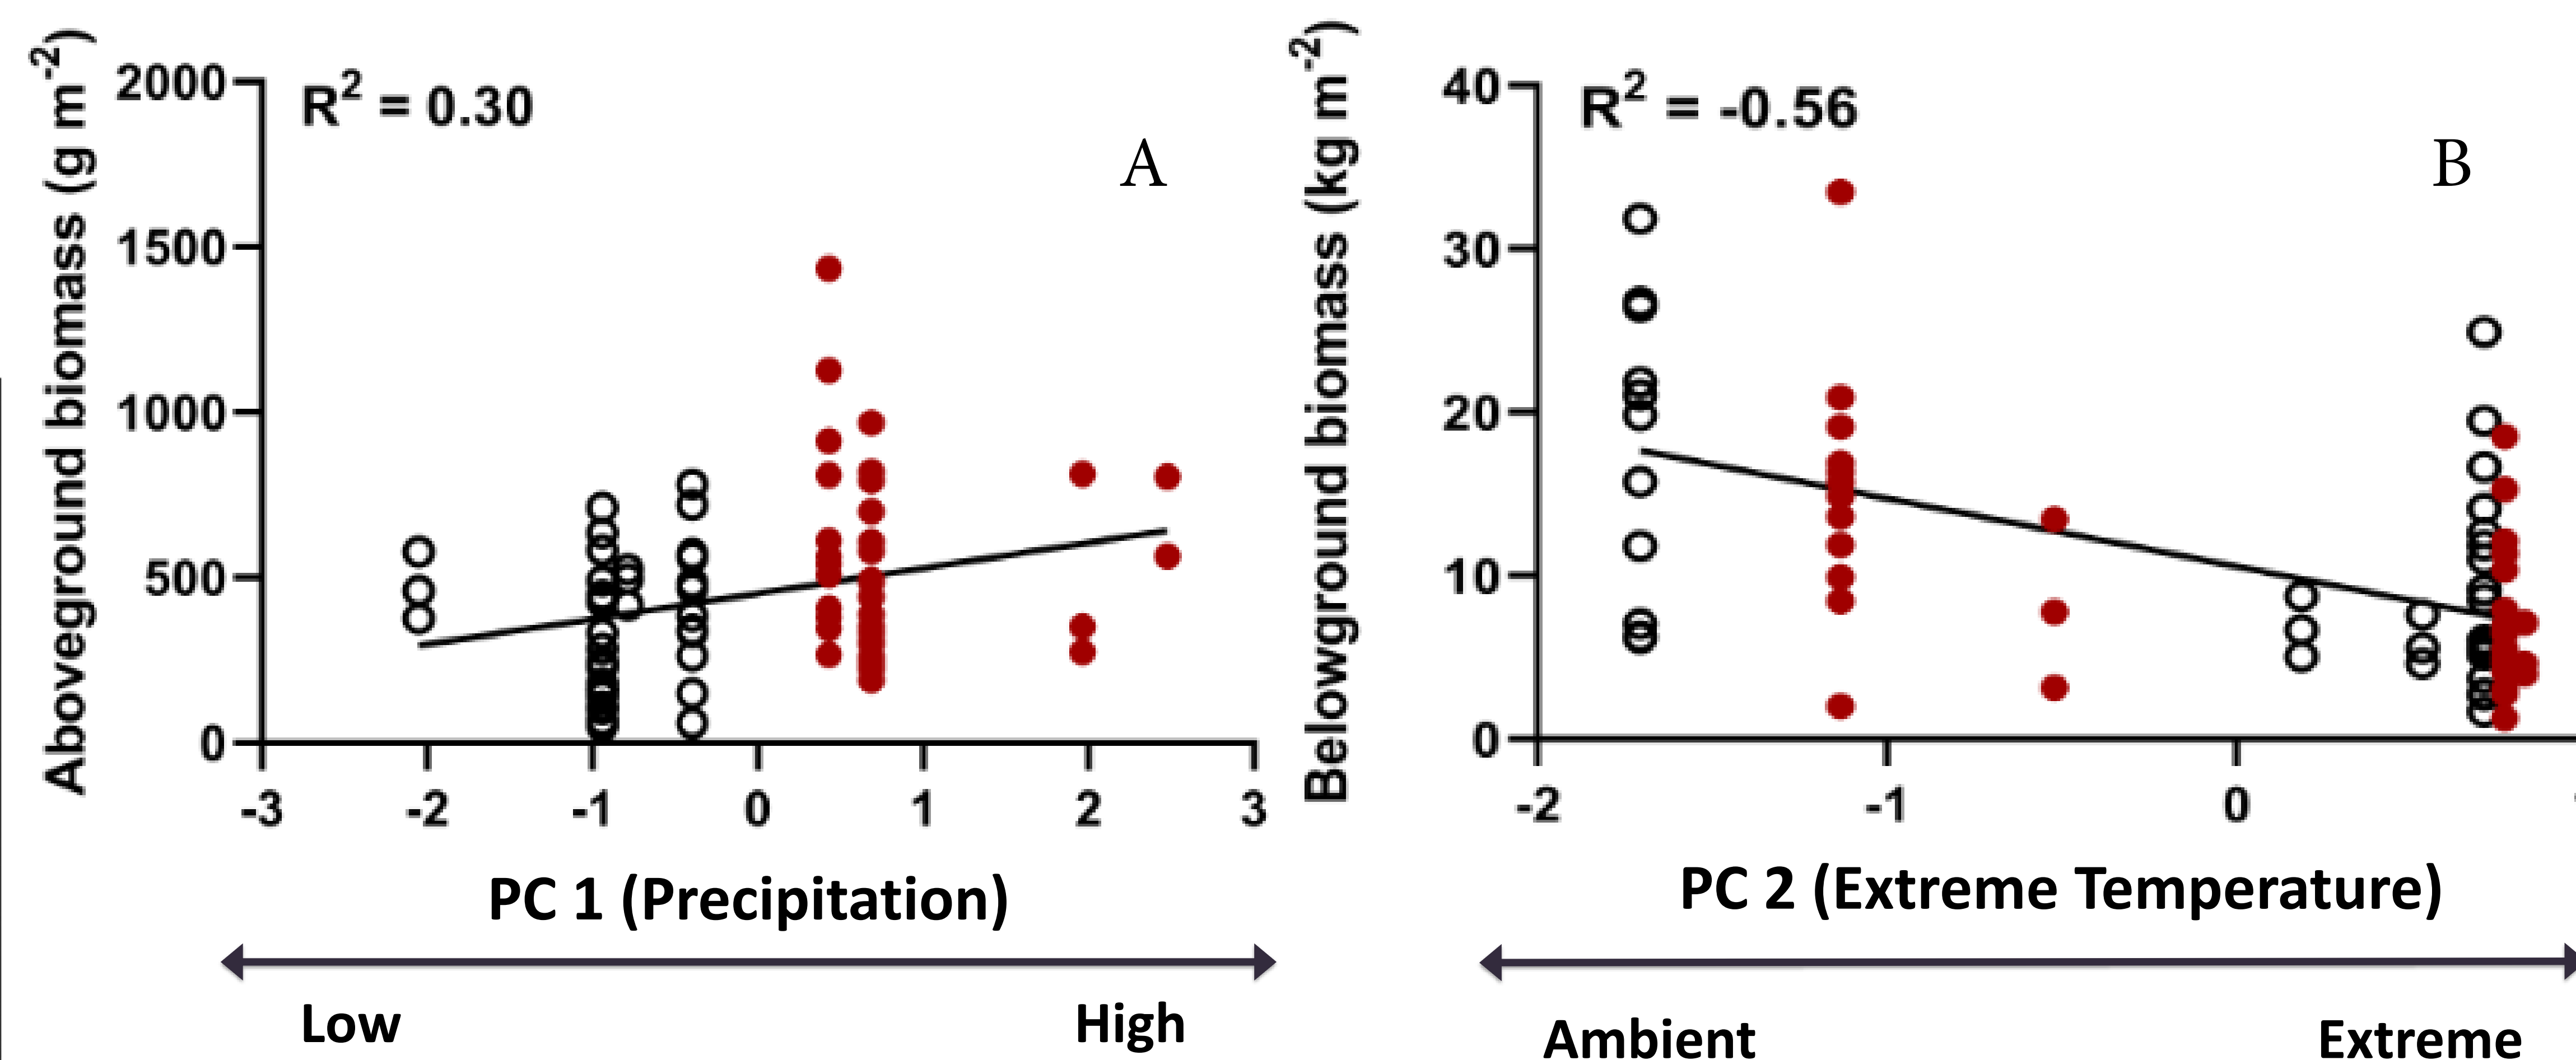 Aboveground biomass (g m⁻²)
2000
1500
1000
500
0
R² = 0.30
A
-3 -2 -1 0 1 2 3
PC 1 (Precipitation)
Low High
Belowground biomass (kg m⁻²)
40
30
20
10
0
R² = -0.56
B
-2 -1 0
PC 2 (Extreme Temperature)
Ambient Extreme